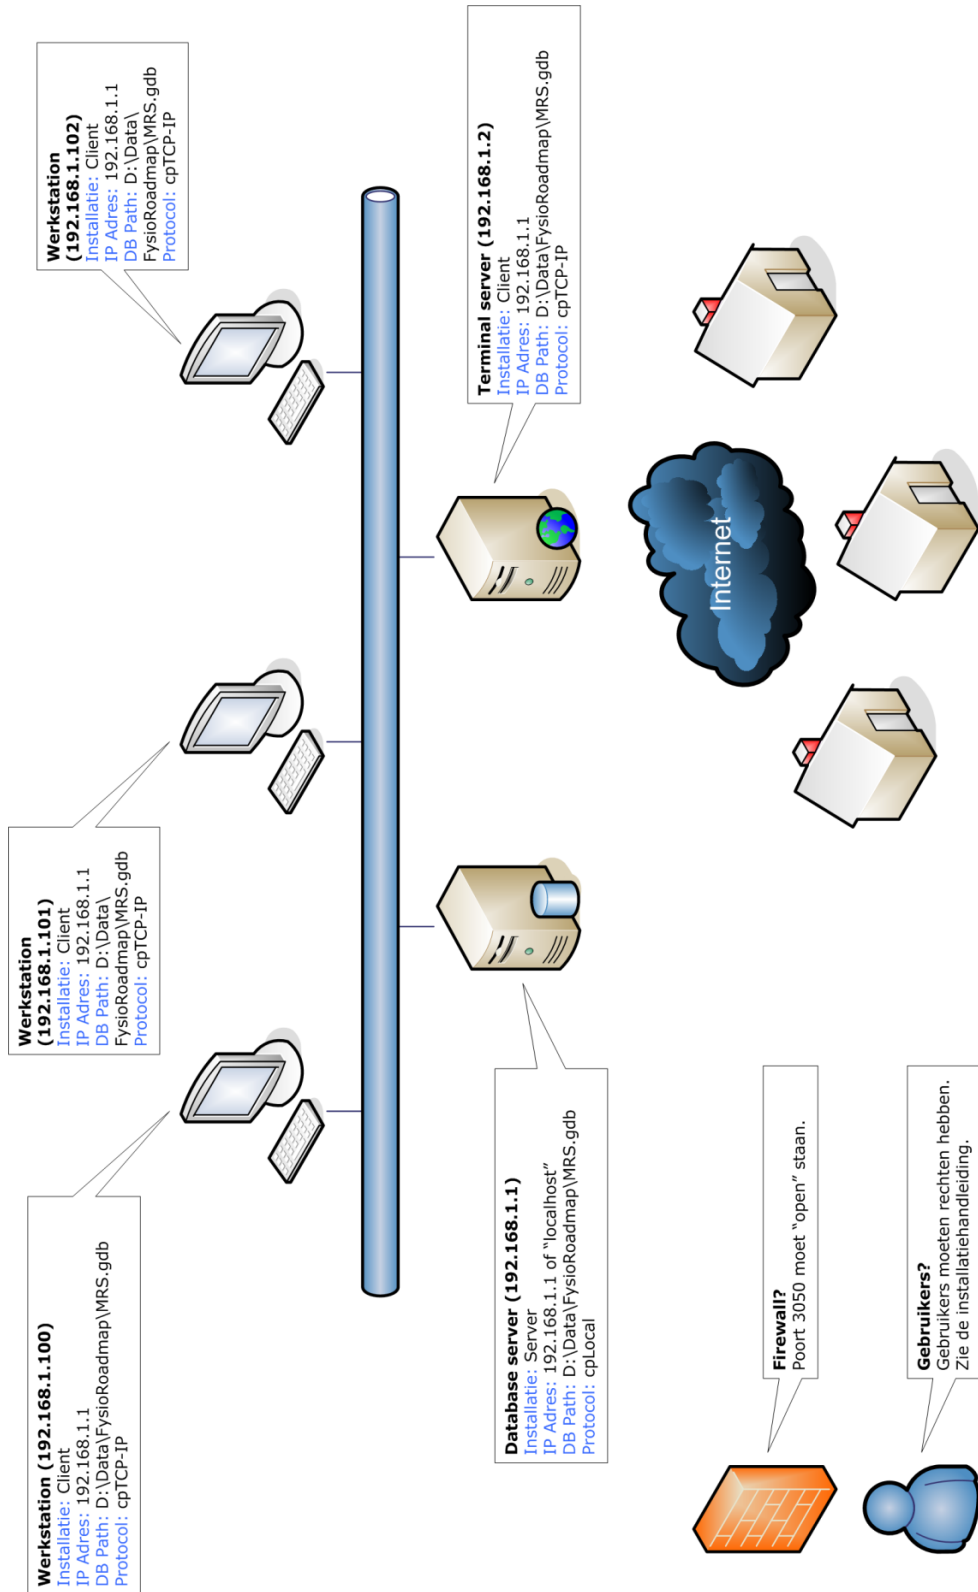 Werkstation (192.168.1.100)
Installatie: Client
IP Adres: 192.168.1.1
DB Path: D:\Data\FysioRoadmap\MRS.gdb
Protocol: cpTCP-IP
Werkstation
(192.168.1.101)
Installatie: Client
IP Adres: 192.168.1.1
DB Path: D:\Data\
FysioRoadmap\MRS.gdb
Protocol: cpTCP-IP
Werkstation
(192.168.1.102)
Installatie: Client
IP Adres: 192.168.1.1
DB Path: D:\Data\
FysioRoadmap\MRS.gdb
Protocol: cpTCP-IP
Database server (192.168.1.1)
Installatie: Server
IP Adres: 192.168.1.1 of “localhost”
DB Path: D:\Data\FysioRoadmap\MRS.gdb
Protocol: cpLocal
Terminal server (192.168.1.2)
Installatie: Client
IP Adres: 192.168.1.1
DB Path: D:\Data\FysioRoadmap\MRS.gdb
Protocol: cpTCP-IP
Internet
Firewall?
Poort 3050 moet “open” staan.
Gebruikers?
Gebruikers moeten rechten hebben.
Zie de installatiehandleiding.